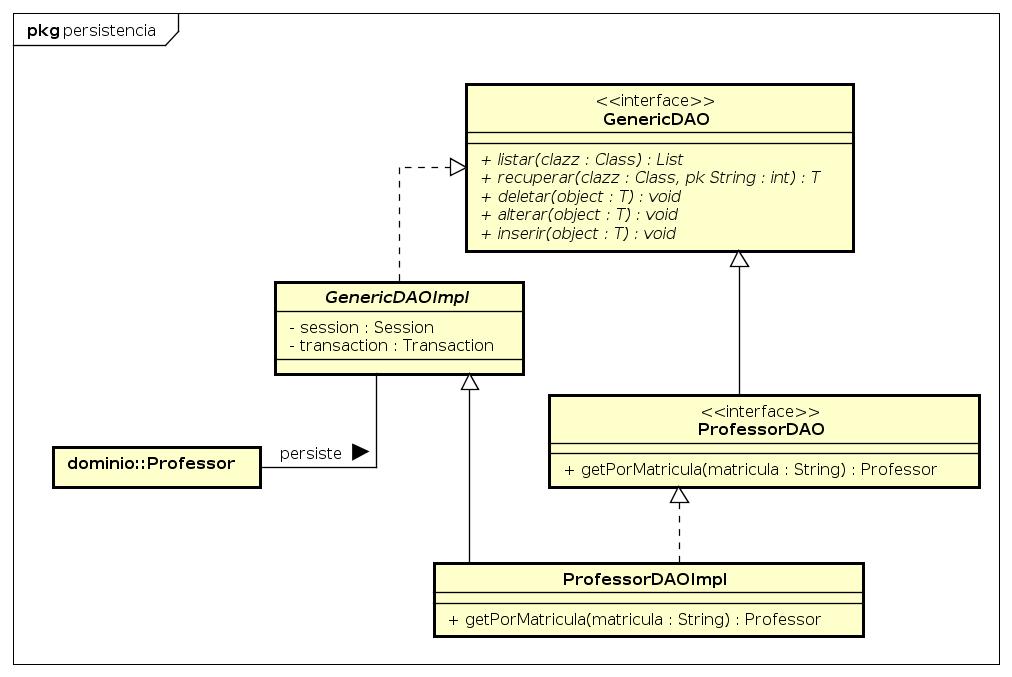 pkg persistencia
<<interface>>
GenericDAO
+ listar(clazz : Class) : List
+ recuperar(clazz : Class, pk String : int) : T
+ deletar(object : T) : void
+ alterar(object : T) : void
+ inserir(object : T) : void
GenericDAOImpl
- session : Session
- transaction : Transaction
<<interface>>
ProfessorDAO
+ getPorMatricula(matricula : String) : Professor
dominio::Professor
persiste
ProfessorDAOImpl
+ getPorMatricula(matricula : String) : Professor